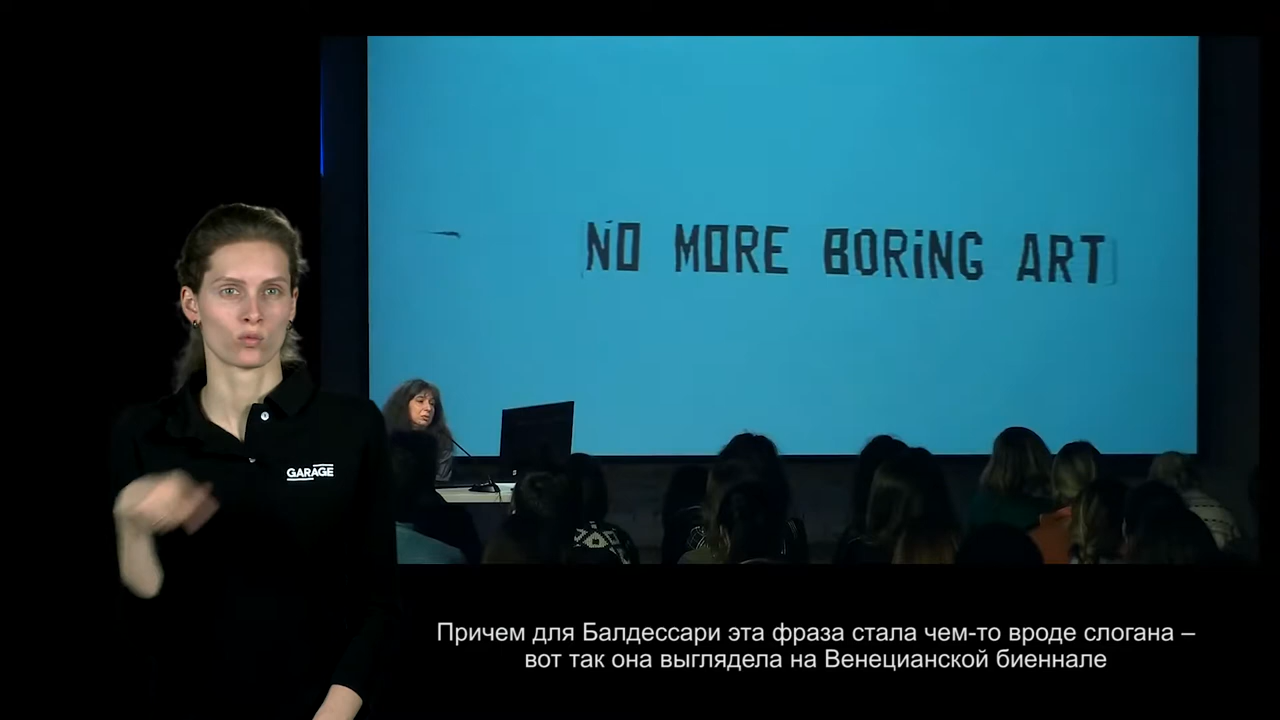 NO MORE BORiNG ART
GARAGE
Причем для Балдессари эта фраза стала чем-то вроде слогана –
вот так она выглядела на Венецианской биеннале